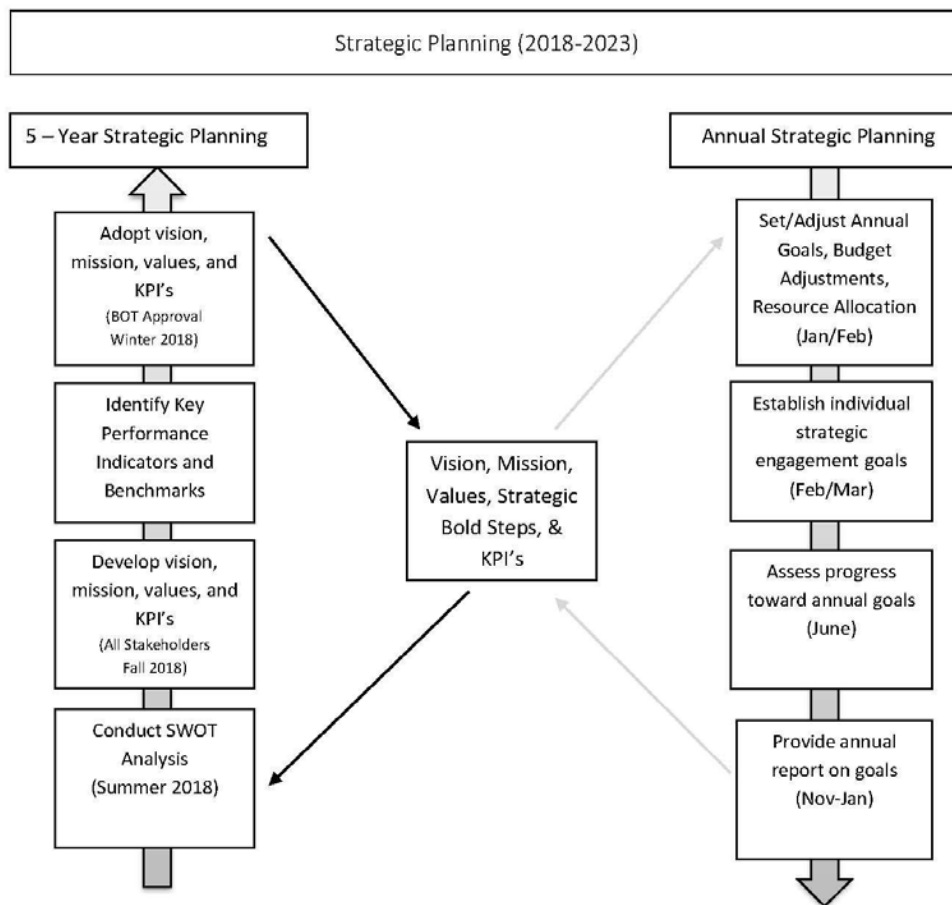 Strategic Planning (2018-2023)
5 – Year Strategic Planning
Adopt vision,
mission, values, and
KPI's
(BOT Approval
Winter 2018)
Identify Key
Performance
Indicators and
Benchmarks
Develop vision,
mission, values, and
KPI's
(All Stakeholders
Fall 2018)
Conduct SWOT
Analysis
(Summer 2018)
Vision, Mission,
Values, Strategic
Bold Steps, &
KPI's
Annual Strategic Planning
Set/Adjust Annual
Goals, Budget
Adjustments,
Resource Allocation
(Jan/Feb)
Establish individual
strategic
engagement goals
(Feb/Mar)
Assess progress
toward annual goals
(June)
Provide annual
report on goals
(Nov-Jan)